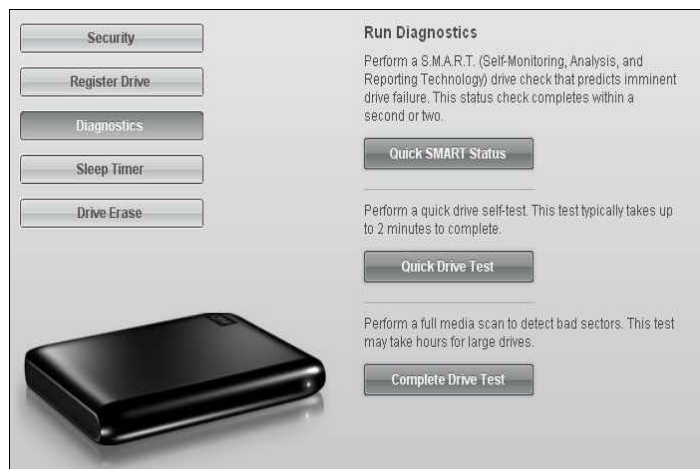 Security
Register Drive
Diagnostics
Sleep Timer
Drive Erase
Run Diagnostics
Perform a S.M.A.R.T. (Self-Monitoring, Analysis, and
Reporting Technology) drive check that predicts imminent
drive failure. This status check completes within a
second or two.
Quick SMART Status
Perform a quick drive self-test. This test typically takes up
to 2 minutes to complete.
Quick Drive Test
Perform a full media scan to detect bad sectors. This test
may take hours for large drives.
Complete Drive Test